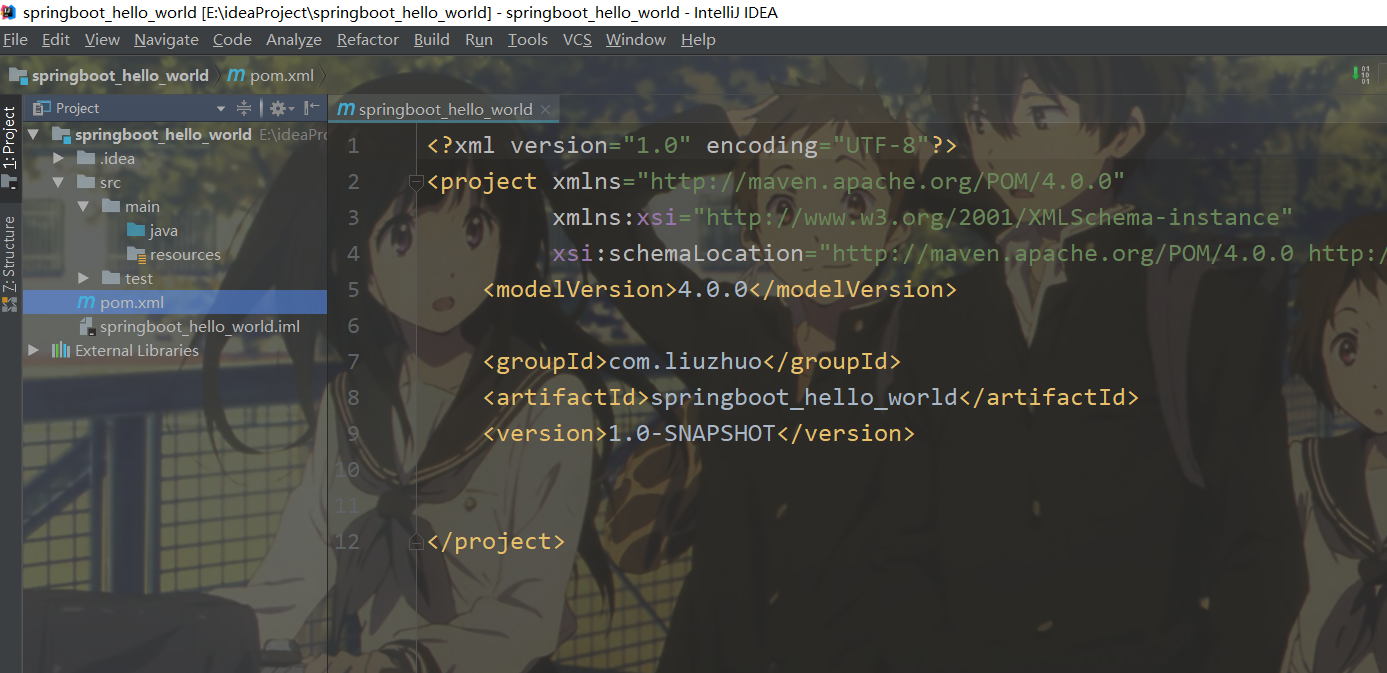 springboot_hello_world [E:\ideaProject\springboot_hello_world] - springboot_hello_world - IntelliJ IDEA
File Edit View Navigate Code Analyze Refactor Build Run Tools VCS Window Help
springboot_hello_world pom.xml
1: Project
Z: Structure
Project
springboot_hello_world E:\ideaPro
.idea
src
main
java
resources
test
pom.xml
springboot_hello_world.iml
External Libraries
springboot_hello_world
1 <?xml version="1.0" encoding="UTF-8"?>
2 <project xmlns="http://maven.apache.org/POM/4.0.0"
3 xmlns:xsi="http://www.w3.org/2001/XMLSchema-instance"
4 xsi:schemaLocation="http://maven.apache.org/POM/4.0.0 http:/
5 <modelVersion>4.0.0</modelVersion>
6
7 <groupId>com.liuzhuo</groupId>
8 <artifactId>springboot_hello_world</artifactId>
9 <version>1.0-SNAPSHOT</version>
10
11
12 </project>